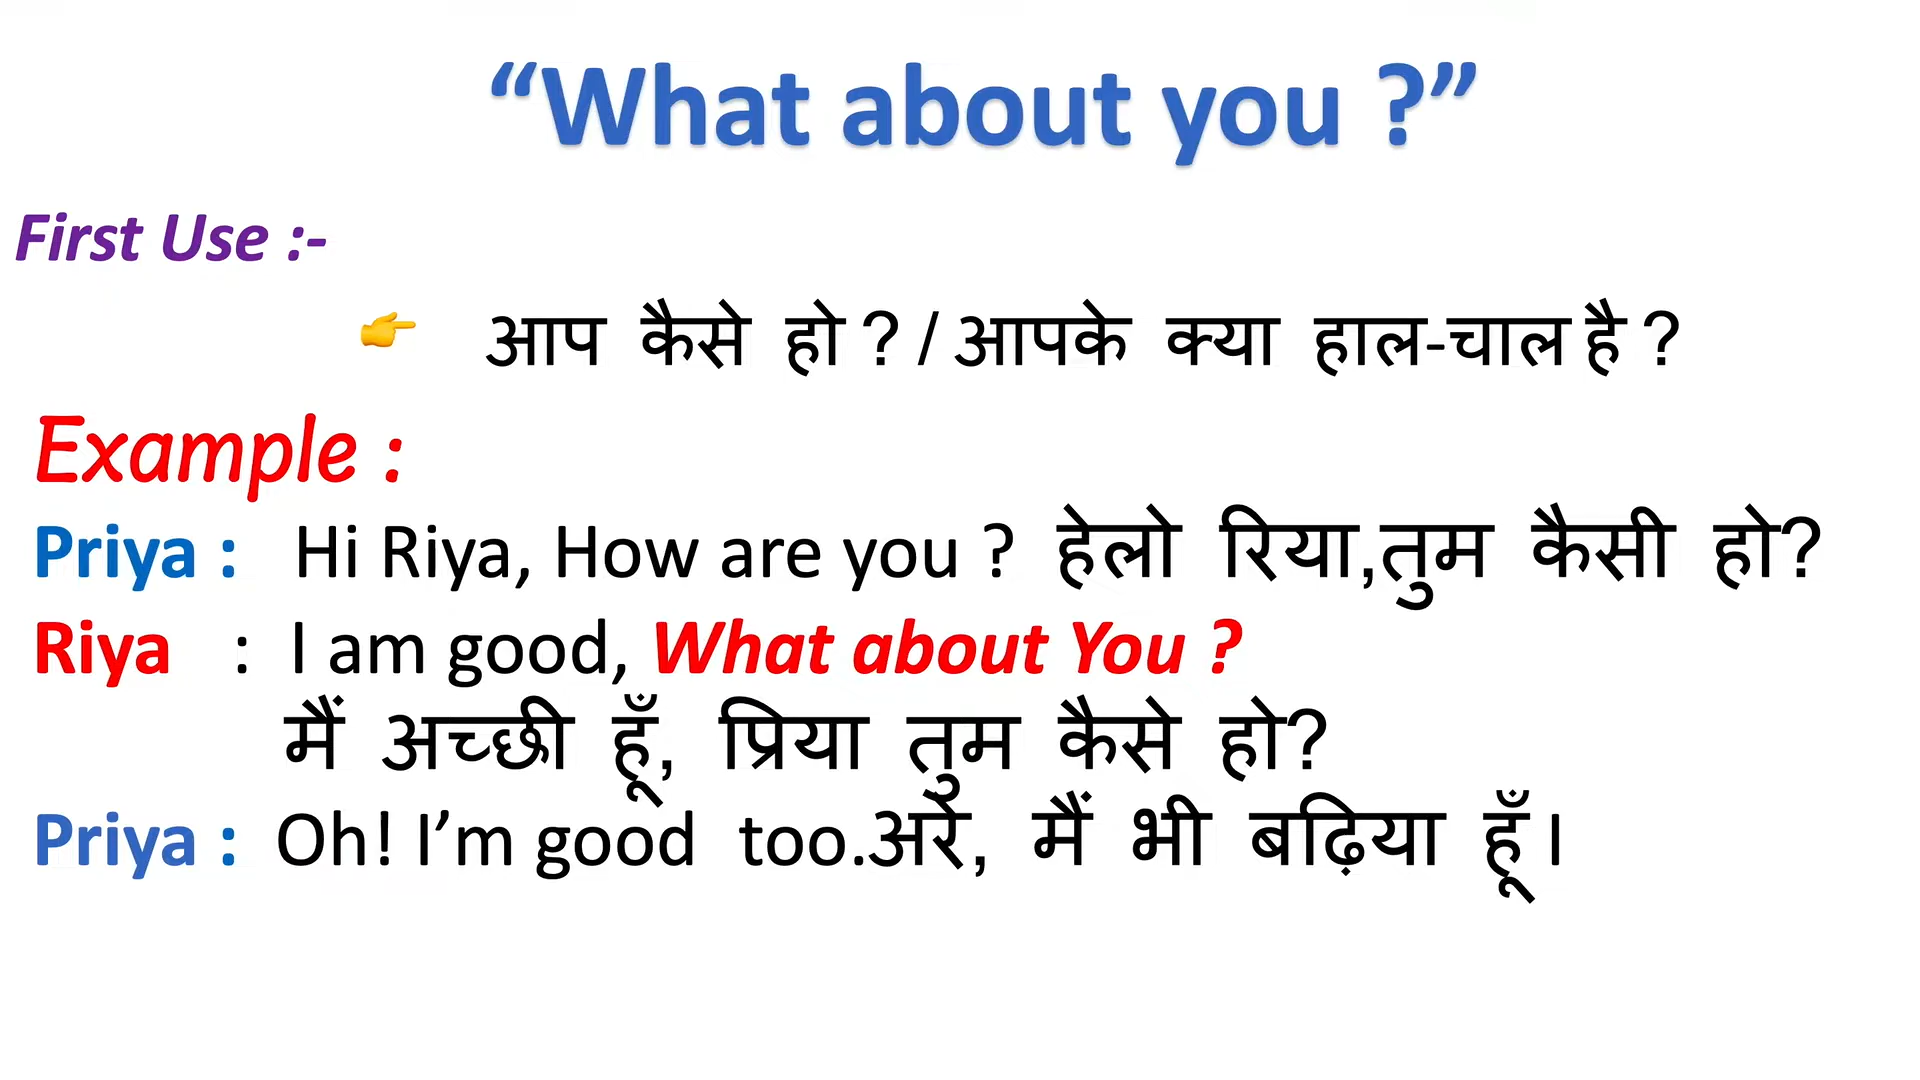 “What about you ?”
First Use :-
👉 आप कैसे हो ? / आपके क्या हाल-चाल है ?
Example :
Priya : Hi Riya, How are you ? हेलो रिया,तुम कैसी हो?
Riya : I am good, What about You ?
मैं अच्छी हूँ, प्रिया तुम कैसे हो?
Priya : Oh! I’m good too.अरे, मैं भी बढ़िया हूँ।